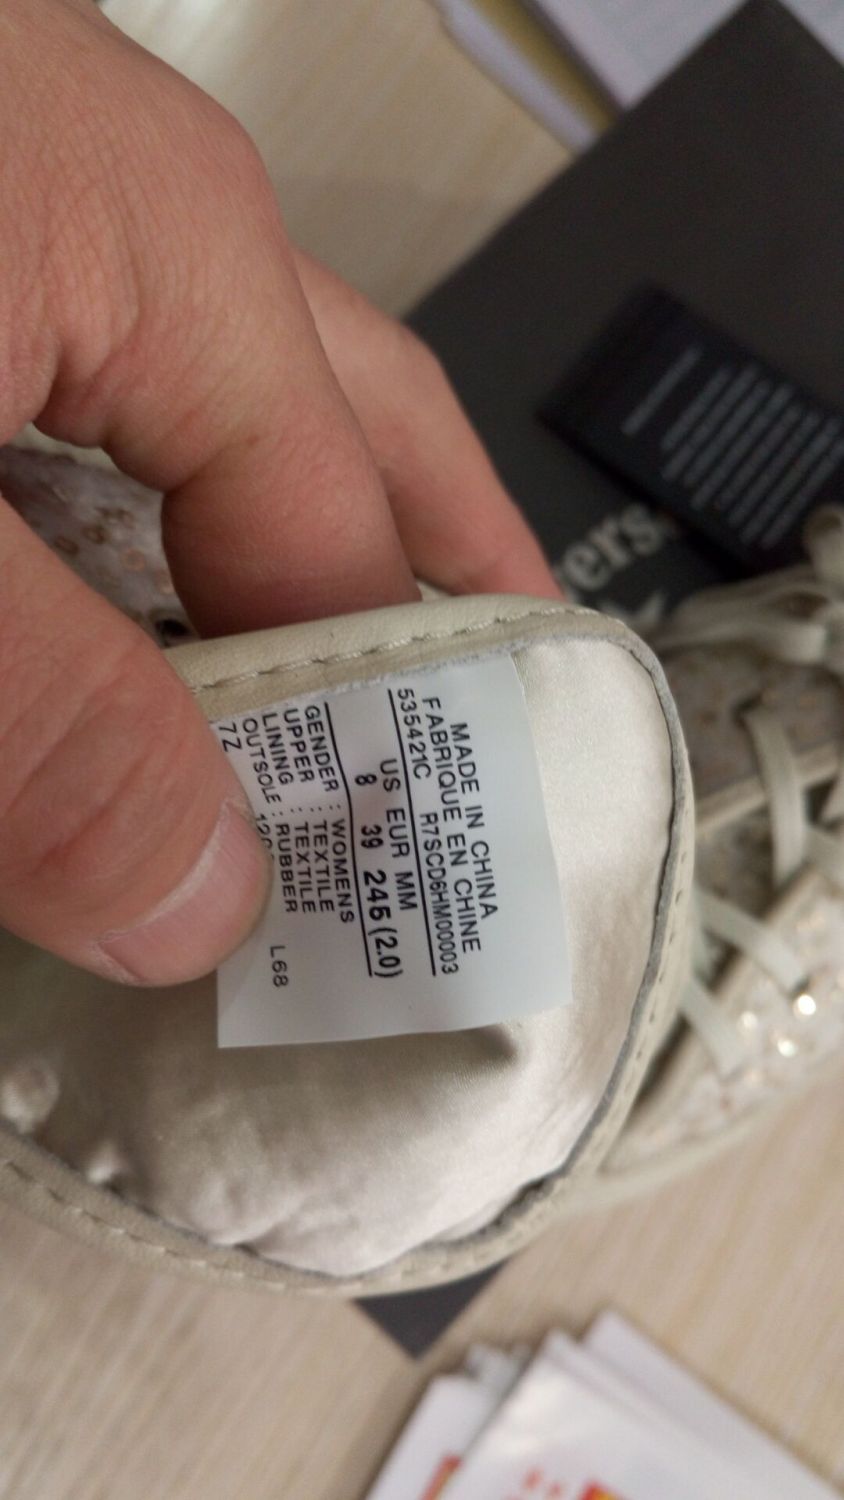 MADE IN CHINA
FABRIQUE EN CHINE
535421C R7SCD6HM00003
US EUR MM
8 39 245 (2.0)
GENDER : WOMENS
UPPER : TEXTILE
LINING : TEXTILE
OUTSOLE : RUBBER
7Z L68